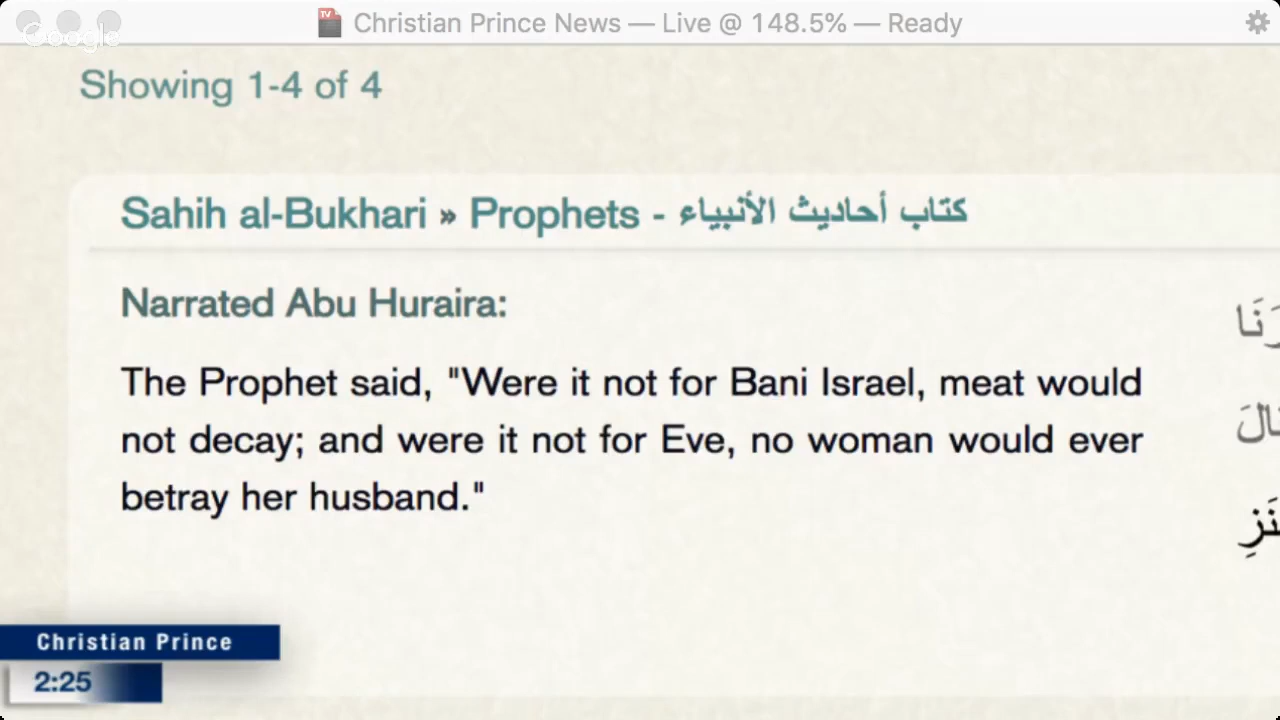 Christian Prince News — Live @ 148.5% — Ready
Google
Showing 1-4 of 4
Sahih al-Bukhari » Prophets - كتاب أحاديث الأنبياء
Narrated Abu Huraira:
The Prophet said, "Were it not for Bani Israel, meat would
not decay; and were it not for Eve, no woman would ever
betray her husband."
Christian Prince
2:25